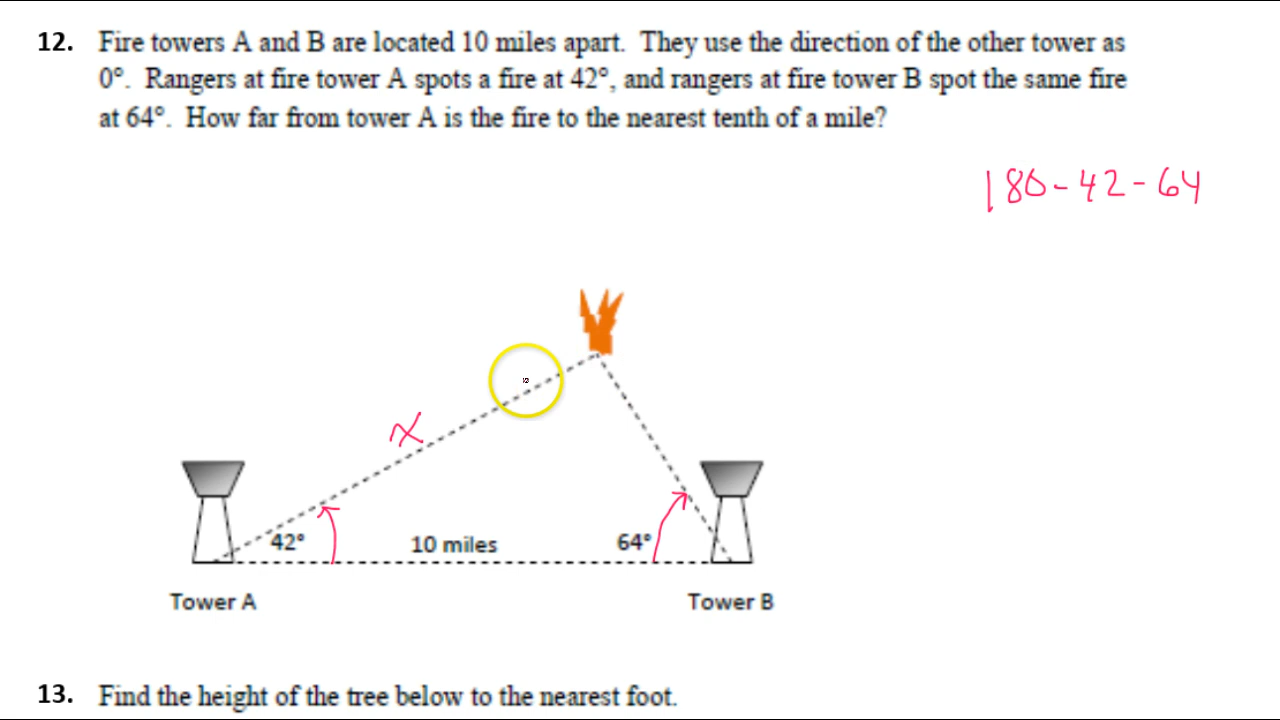 12. Fire towers A and B are located 10 miles apart. They use the direction of the other tower as
0°. Rangers at fire tower A spots a fire at 42°, and rangers at fire tower B spot the same fire
at 64°. How far from tower A is the fire to the nearest tenth of a mile?
180-42-64
x
42°
10 miles
64°
Tower A
Tower B
13. Find the height of the tree below to the nearest foot.